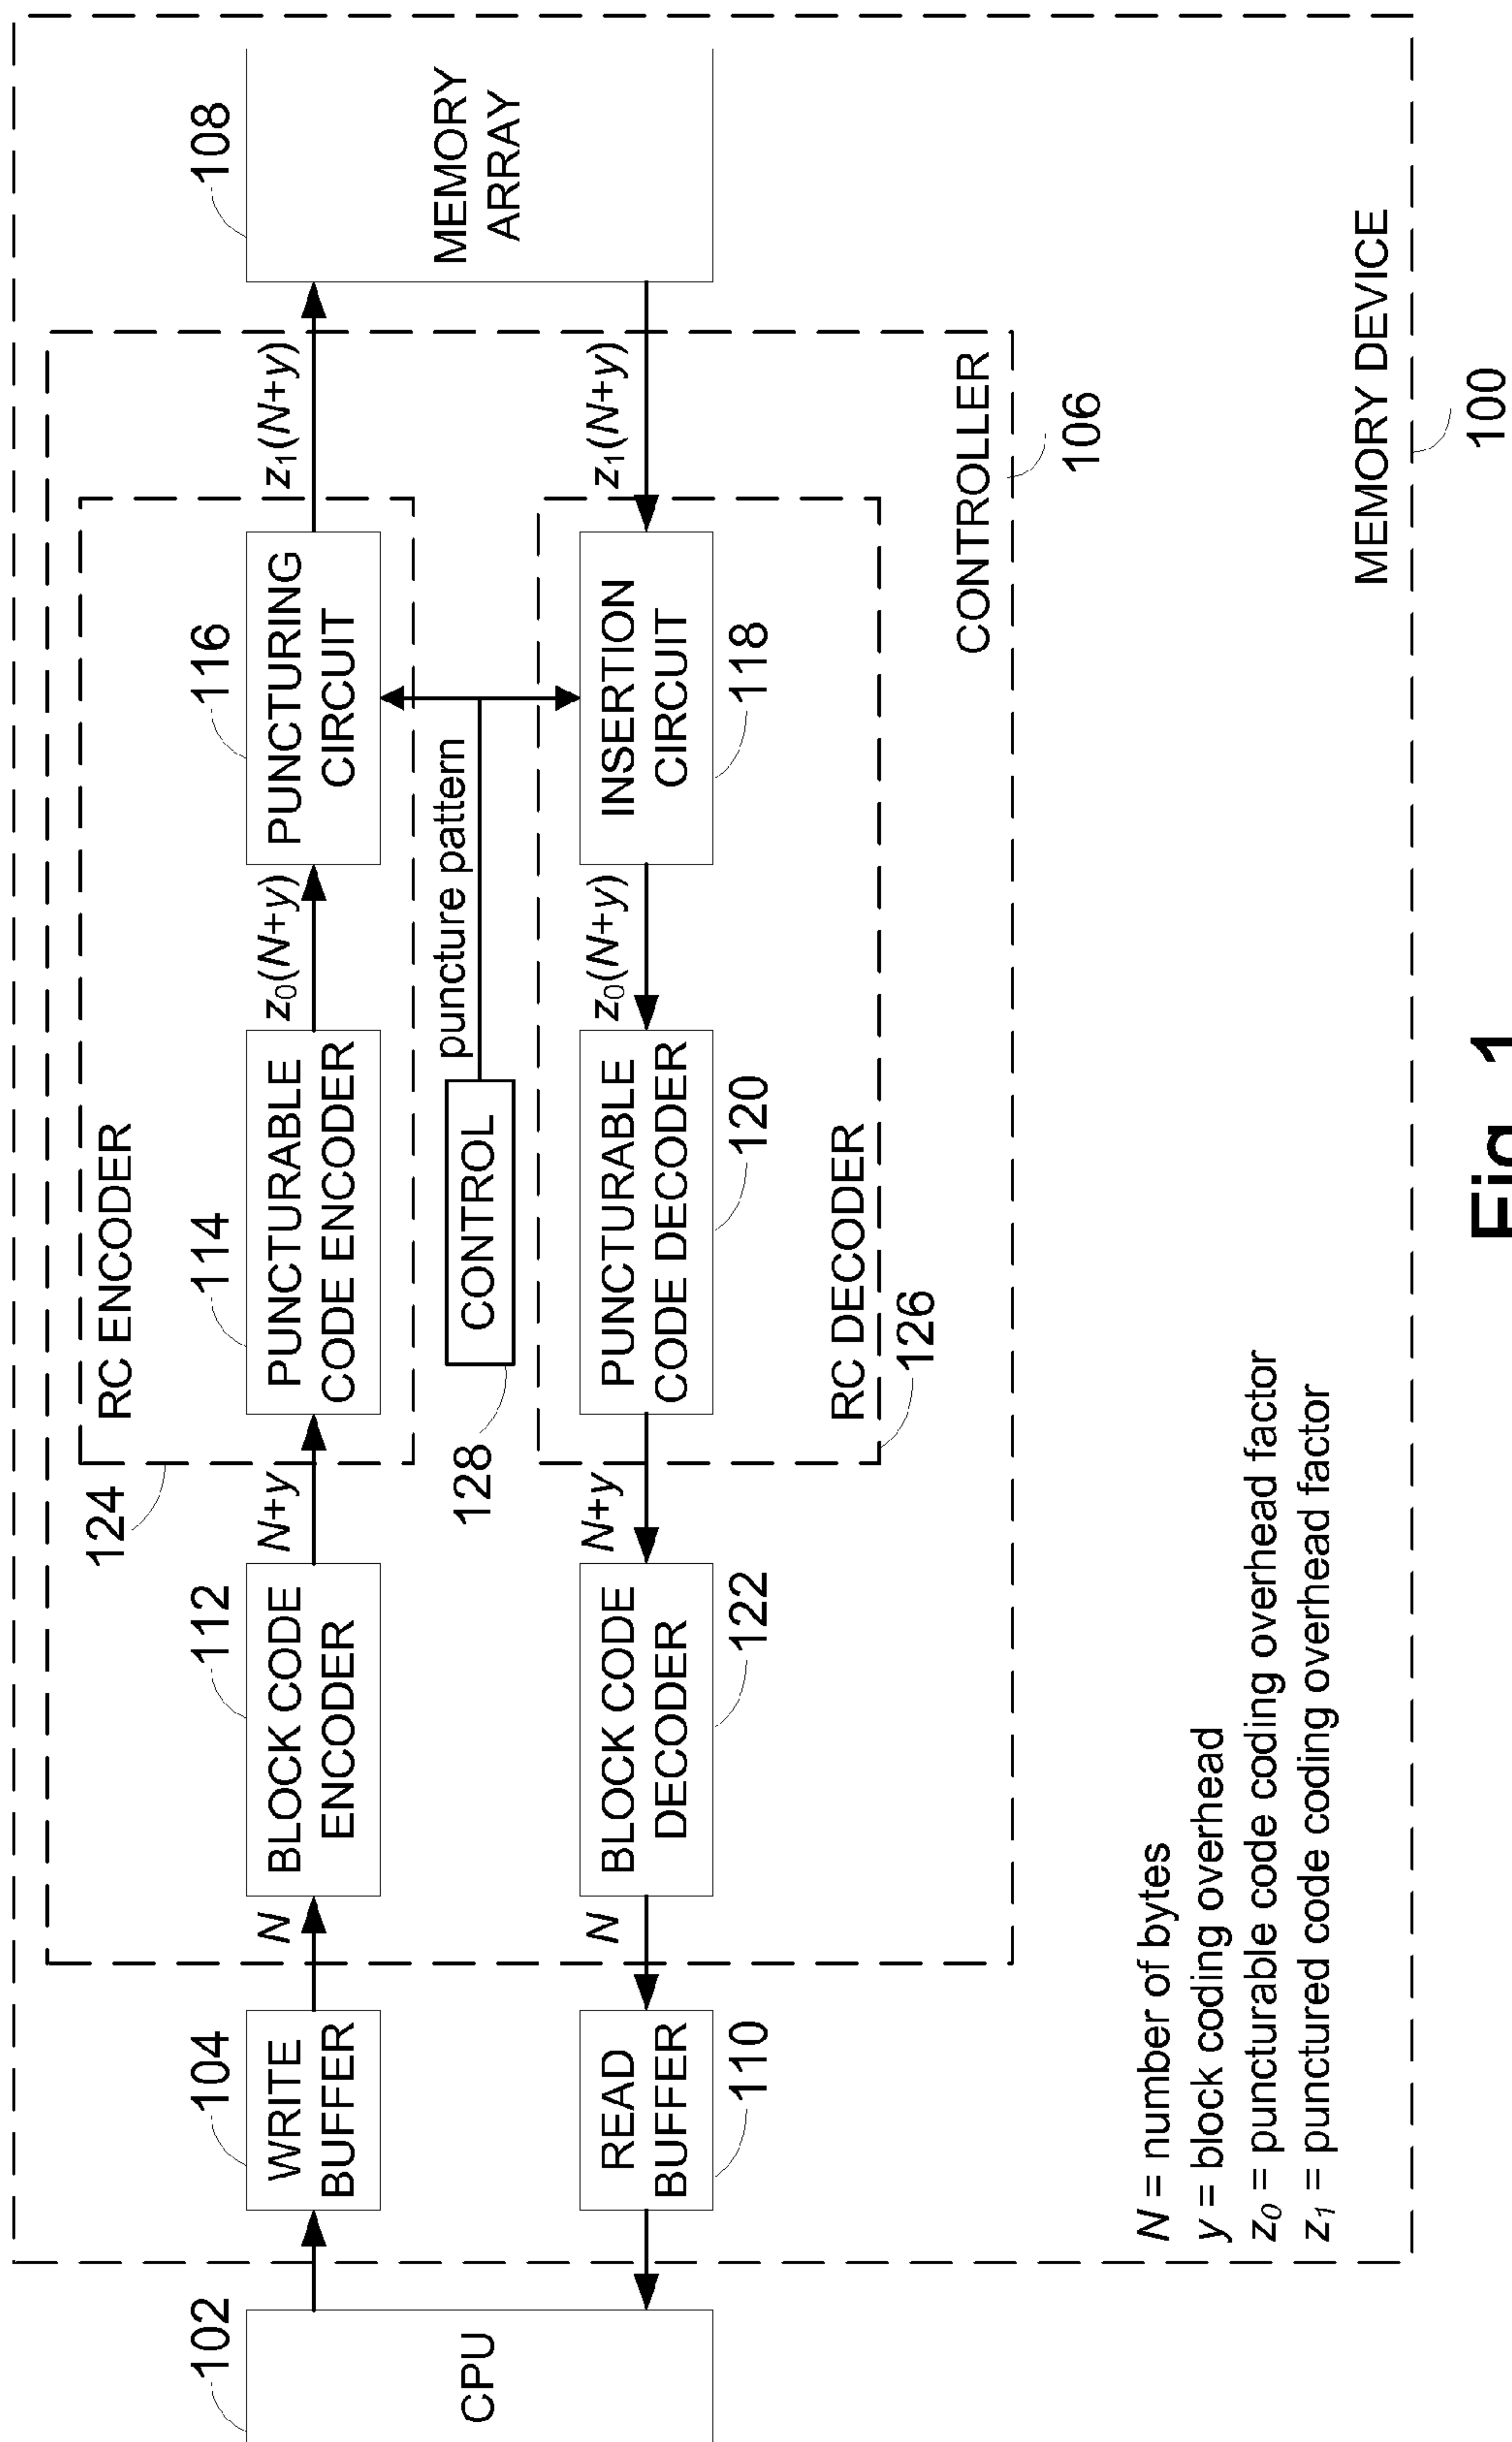 102
CPU
104
WRITE
BUFFER
N
112
BLOCK CODE
ENCODER
N+y
124
RC ENCODER
114
PUNCTURABLE
CODE ENCODER
z₀(N+y)
116
PUNCTURING
CIRCUIT
z₁(N+y)
108
MEMORY
ARRAY
128
CONTROL
puncture pattern
READ
BUFFER
110
N
BLOCK CODE
DECODER
122
N+y
PUNCTURABLE
CODE DECODER
120
RC DECODER
126
z₀(N+y)
INSERTION
CIRCUIT
118
z₁(N+y)
CONTROLLER
106
N = number of bytes
y = block coding overhead
z₀ = puncturable code coding overhead factor
z₁ = punctured code coding overhead factor
MEMORY DEVICE
100
Fig. 1